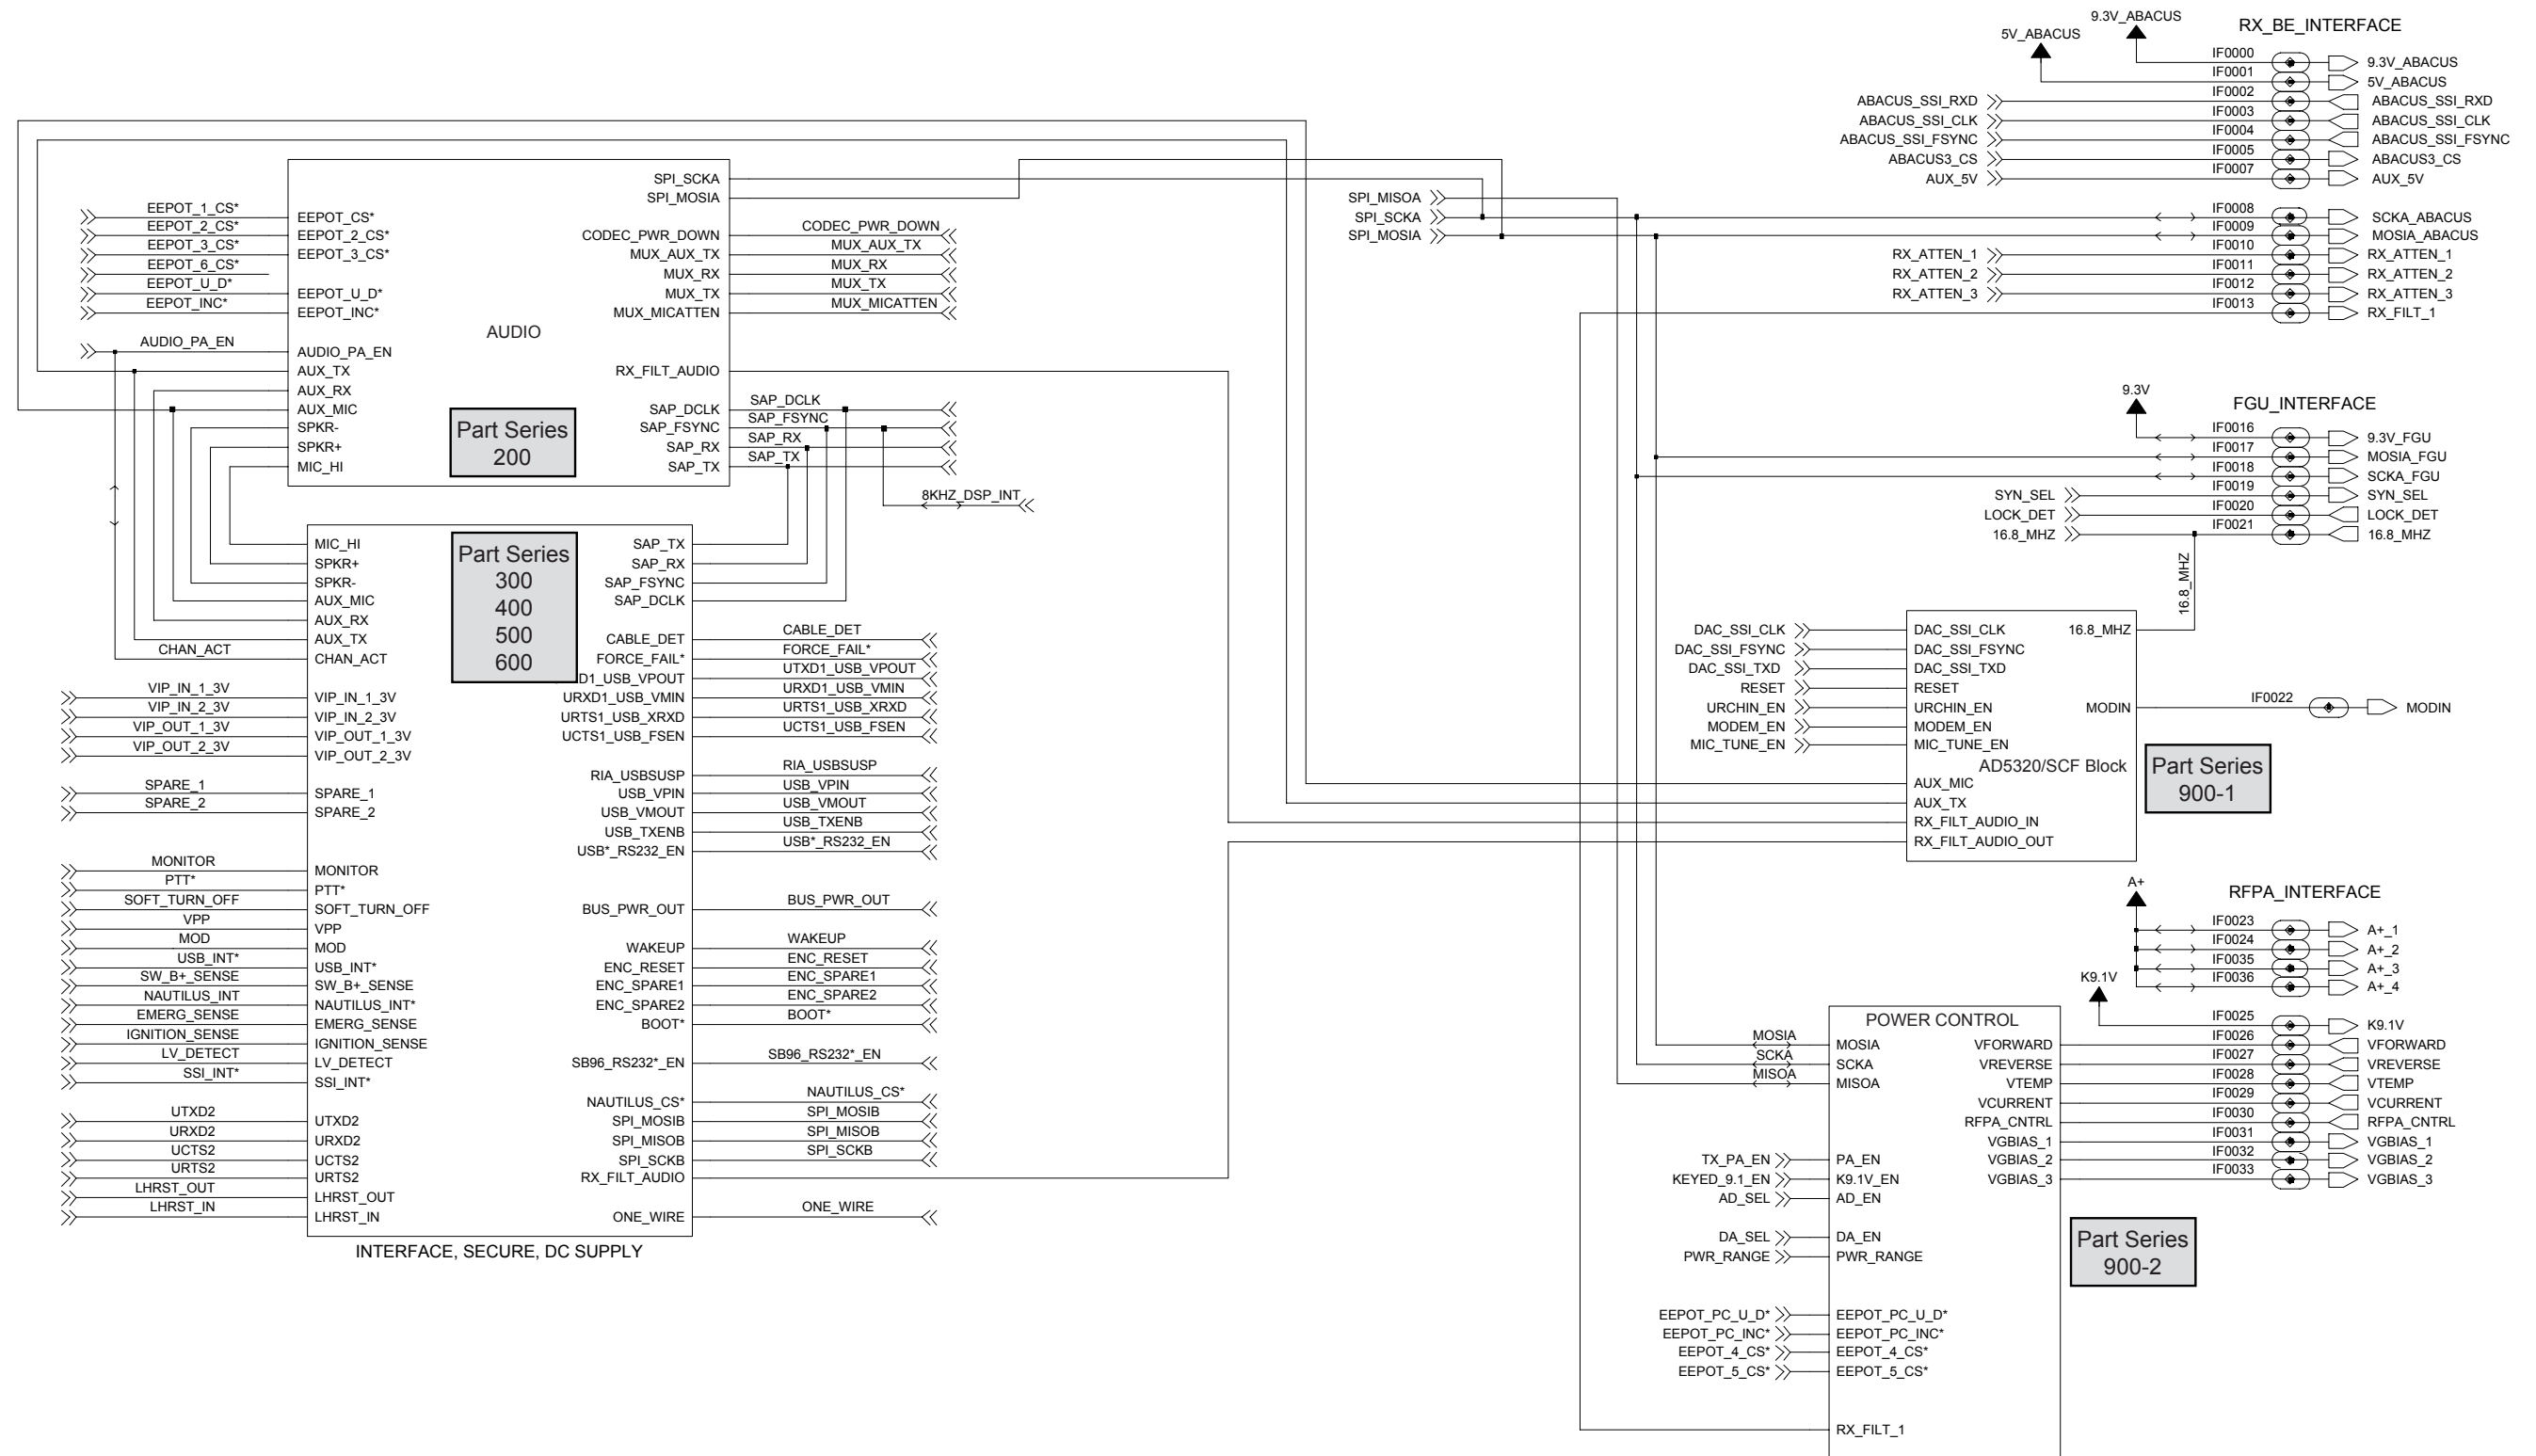 9.3V_ABACUS
5V_ABACUS
RX_BE_INTERFACE
IF0000 9.3V_ABACUS
IF0001 5V_ABACUS
ABACUS_SSI_RXD IF0002 ABACUS_SSI_RXD
ABACUS_SSI_CLK IF0003 ABACUS_SSI_CLK
ABACUS_SSI_FSYNC IF0004 ABACUS_SSI_FSYNC
ABACUS3_CS IF0005 ABACUS3_CS
AUX_5V IF0007 AUX_5V
SPI_MISOA
SPI_SCKA IF0008 SCKA_ABACUS
SPI_MOSIA IF0009 MOSIA_ABACUS
RX_ATTEN_1 IF0010 RX_ATTEN_1
RX_ATTEN_2 IF0011 RX_ATTEN_2
RX_ATTEN_3 IF0012 RX_ATTEN_3
IF0013 RX_FILT_1
SPI_SCKA
SPI_MOSIA
EEPOT_1_CS* EEPOT_CS*
EEPOT_2_CS* EEPOT_2_CS* CODEC_PWR_DOWN CODEC_PWR_DOWN
EEPOT_3_CS* EEPOT_3_CS* MUX_AUX_TX MUX_AUX_TX
EEPOT_6_CS* MUX_RX MUX_RX
EEPOT_U_D* EEPOT_U_D* MUX_TX MUX_TX
EEPOT_INC* EEPOT_INC* MUX_MICATTEN MUX_MICATTEN
AUDIO
AUDIO_PA_EN AUDIO_PA_EN
AUX_TX RX_FILT_AUDIO
AUX_RX
AUX_MIC SAP_DCLK SAP_DCLK
SPKR- SAP_FSYNC SAP_FSYNC
SPKR+ SAP_RX SAP_RX
MIC_HI SAP_TX SAP_TX
Part Series
200
8KHZ_DSP_INT
9.3V
FGU_INTERFACE
IF0016 9.3V_FGU
IF0017 MOSIA_FGU
IF0018 SCKA_FGU
SYN_SEL IF0019 SYN_SEL
LOCK_DET IF0020 LOCK_DET
16.8_MHZ IF0021 16.8_MHZ
16.8_MHZ
Part Series
300
400
500
600
MIC_HI SAP_TX
SPKR+ SAP_RX
SPKR- SAP_FSYNC
AUX_MIC SAP_DCLK
AUX_RX
AUX_TX CABLE_DET CABLE_DET
CHAN_ACT CHAN_ACT FORCE_FAIL* FORCE_FAIL*
D1_USB_VPOUT UTXD1_USB_VPOUT
VIP_IN_1_3V VIP_IN_1_3V URXD1_USB_VMIN URXD1_USB_VMIN
VIP_IN_2_3V VIP_IN_2_3V URTS1_USB_XRXD URTS1_USB_XRXD
VIP_OUT_1_3V VIP_OUT_1_3V UCTS1_USB_FSEN UCTS1_USB_FSEN
VIP_OUT_2_3V VIP_OUT_2_3V
RIA_USBSUSP RIA_USBSUSP
SPARE_1 SPARE_1 USB_VPIN USB_VPIN
SPARE_2 SPARE_2 USB_VMOUT USB_VMOUT
USB_TXENB USB_TXENB
USB*_RS232_EN USB*_RS232_EN
MONITOR MONITOR
PTT* PTT*
SOFT_TURN_OFF SOFT_TURN_OFF BUS_PWR_OUT BUS_PWR_OUT
VPP VPP
MOD MOD WAKEUP WAKEUP
USB_INT* USB_INT* ENC_RESET ENC_RESET
SW_B+_SENSE SW_B+_SENSE ENC_SPARE1 ENC_SPARE1
NAUTILUS_INT NAUTILUS_INT* ENC_SPARE2 ENC_SPARE2
EMERG_SENSE EMERG_SENSE BOOT* BOOT*
IGNITION_SENSE IGNITION_SENSE
LV_DETECT LV_DETECT SB96_RS232*_EN SB96_RS232*_EN
SSI_INT* SSI_INT*
NAUTILUS_CS* NAUTILUS_CS*
UTXD2 UTXD2 SPI_MOSIB SPI_MOSIB
URXD2 URXD2 SPI_MISOB SPI_MISOB
UCTS2 UCTS2 SPI_SCKB SPI_SCKB
URTS2 URTS2 RX_FILT_AUDIO
LHRST_OUT LHRST_OUT
LHRST_IN LHRST_IN ONE_WIRE ONE_WIRE
INTERFACE, SECURE, DC SUPPLY
DAC_SSI_CLK DAC_SSI_CLK 16.8_MHZ
DAC_SSI_FSYNC DAC_SSI_FSYNC
DAC_SSI_TXD DAC_SSI_TXD
RESET RESET
URCHIN_EN URCHIN_EN MODIN IF0022 MODIN
MODEM_EN MODEM_EN
MIC_TUNE_EN MIC_TUNE_EN
AD5320/SCF Block
AUX_MIC
AUX_TX
RX_FILT_AUDIO_IN
RX_FILT_AUDIO_OUT
Part Series
900-1
A+
RFPA_INTERFACE
IF0023 A+_1
IF0024 A+_2
IF0035 A+_3
IF0036 A+_4
K9.1V
IF0025 K9.1V
POWER CONTROL
MOSIA MOSIA VFORWARD IF0026 VFORWARD
SCKA SCKA VREVERSE IF0027 VREVERSE
MISOA MISOA VTEMP IF0028 VTEMP
VCURRENT IF0029 VCURRENT
RFPA_CNTRL IF0030 RFPA_CNTRL
VGBIAS_1 IF0031 VGBIAS_1
TX_PA_EN PA_EN VGBIAS_2 IF0032 VGBIAS_2
KEYED_9.1_EN K9.1V_EN VGBIAS_3 IF0033 VGBIAS_3
AD_SEL AD_EN
DA_SEL DA_EN
PWR_RANGE PWR_RANGE
Part Series
900-2
EEPOT_PC_U_D* EEPOT_PC_U_D*
EEPOT_PC_INC* EEPOT_PC_INC*
EEPOT_4_CS* EEPOT_4_CS*
EEPOT_5_CS* EEPOT_5_CS*
RX_FILT_1